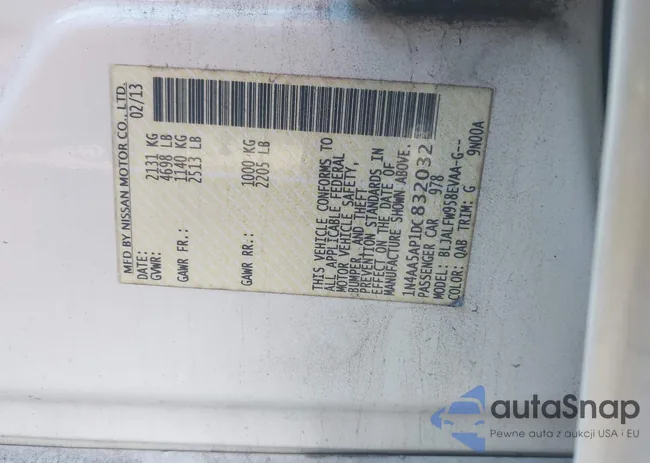 MFD BY NISSAN MOTOR CO., LTD.
DATE: 02/13
GVWR: 2131 KG
4698 LB
GAWR FR: 1140 KG
2513 LB
GAWR RR: 1000 KG
2205 LB
THIS VEHICLE CONFORMS TO
ALL APPLICABLE FEDERAL
MOTOR VEHICLE SAFETY,
BUMPER, AND THEFT
PREVENTION STANDARDS IN
EFFECT ON THE DATE OF
MANUFACTURE SHOWN ABOVE.
1N4AA5AP1DC832032
PASSENGER CAR 978
MODEL: BLJALFW958EVAA-G--
COLOR: QAB TRIM: G 9N00A
autoSnap
Pewne auta z aukcji USA i EU